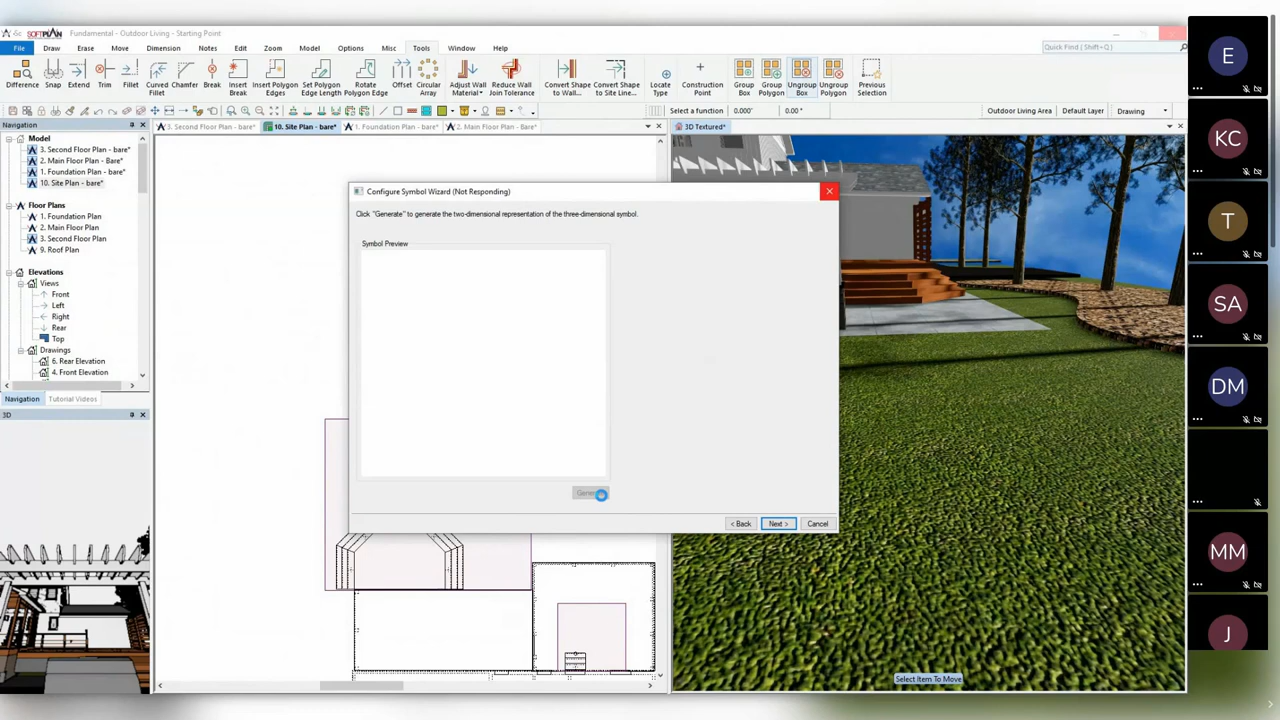 SOFTPLAN Fundamental - Outdoor Living - Starting Point
File Draw Erase Move Dimension Notes Edit Zoom Model Options Misc Tools Window Help
Quick Find ( Shift+Q )
Difference Snap Extend Trim Fillet Curved Fillet Chamfer Break Insert Break Insert Polygon Edges Set Polygon Edge Length Rotate Polygon Edge Offset Circular Array Adjust Wall Material Reduce Wall Join Tolerance Convert Shape to Wall... Convert Shape to Site Line... Locate Type Construction Point Group Box Group Polygon Ungroup Box Ungroup Polygon Previous Selection
Select a function 0.000' 0.00 ° Outdoor Living Area Default Layer Drawing
Navigation
3. Second Floor Plan - bare* 10. Site Plan - bare* 1. Foundation Plan - bare* 2. Main Floor Plan - bare* 3D Textured*
Model
3. Second Floor Plan - bare*
2. Main Floor Plan - bare*
1. Foundation Plan - bare*
10. Site Plan - bare*
Floor Plans
1. Foundation Plan
2. Main Floor Plan
3. Second Floor Plan
9. Roof Plan
Elevations
Views
Front
Left
Right
Rear
Top
Drawings
6. Rear Elevation
4. Front Elevation
Navigation Tutorial Videos
3D
Configure Symbol Wizard (Not Responding)
Click "Generate" to generate the two-dimensional representation of the three-dimensional symbol.
Symbol Preview
< Back Next > Cancel
Select Item To Move
E
KC
T
SA
DM
MM
J